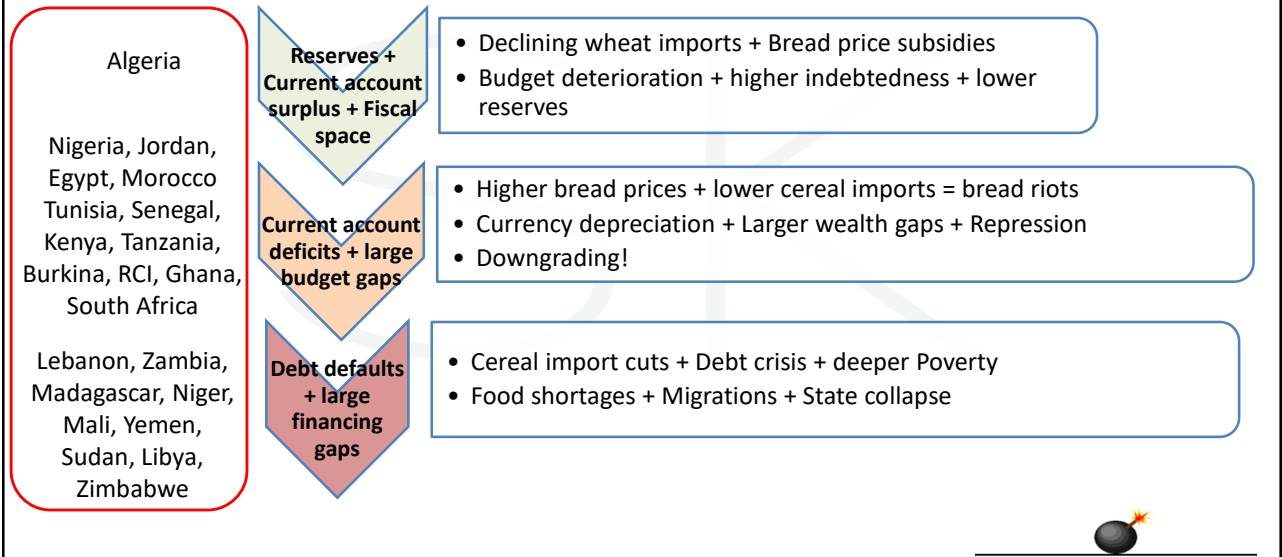 Algeria
Reserves +
Current account
surplus + Fiscal
space
• Declining wheat imports + Bread price subsidies
• Budget deterioration + higher indebtedness + lower
reserves
Nigeria, Jordan,
Egypt, Morocco
Tunisia, Senegal,
Kenya, Tanzania,
Burkina, RCI, Ghana,
South Africa
Current account
deficits + large
budget gaps
• Higher bread prices + lower cereal imports = bread riots
• Currency depreciation + Larger wealth gaps + Repression
• Downgrading!
Lebanon, Zambia,
Madagascar, Niger,
Mali, Yemen,
Sudan, Libya,
Zimbabwe
Debt defaults
+ large
financing
gaps
• Cereal import cuts + Debt crisis + deeper Poverty
• Food shortages + Migrations + State collapse